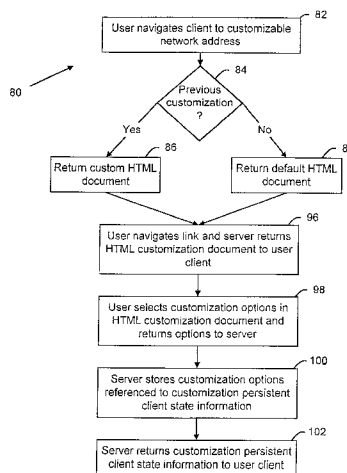 User navigates client to customizable
network address
82
80
84
Previous
customization
?
Yes
No
86
8
Return custom HTML
document
Return default HTML
document
96
User navigates link and server returns
HTML customization document to user
client
98
User selects customization options in
HTML customization document and
returns options to server
100
Server stores customization options
referenced to customization persistent
client state information
102
Server returns customization persistent
client state information to user client